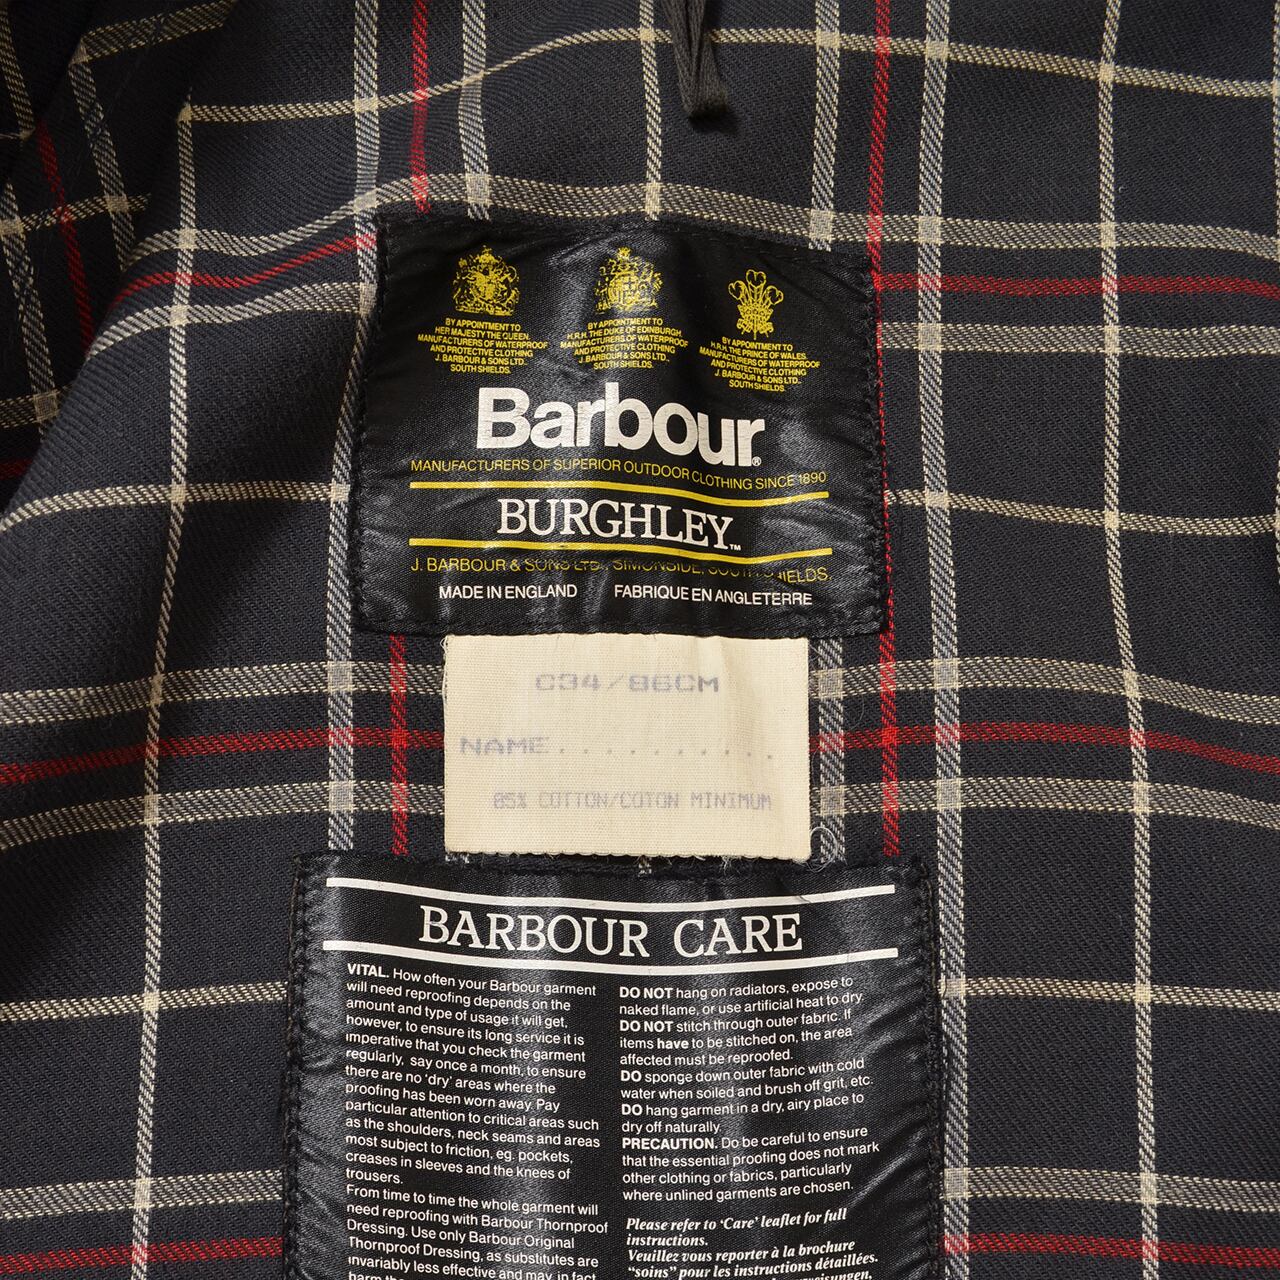 BY APPOINTMENT TO
HER MAJESTY THE QUEEN.
MANUFACTURERS OF WATERPROOF
AND PROTECTIVE CLOTHING
J. BARBOUR & SONS LTD.,
SOUTH SHIELDS.
BY APPOINTMENT TO
H.R.H. THE DUKE OF EDINBURGH.
MANUFACTURERS OF WATERPROOF
AND PROTECTIVE CLOTHING
J. BARBOUR & SONS LTD.,
SOUTH SHIELDS.
BY APPOINTMENT TO
H.R.H. THE PRINCE OF WALES.
MANUFACTURERS OF WATERPROOF
AND PROTECTIVE CLOTHING
J. BARBOUR & SONS LTD.,
SOUTH SHIELDS.
Barbour®
MANUFACTURERS OF SUPERIOR OUTDOOR CLOTHING SINCE 1890
BURGHLEY™
J. BARBOUR & SONS LTD., SIMONSIDE, SOUTH SHIELDS.
MADE IN ENGLAND FABRIQUE EN ANGLETERRE
C34/86CM
NAME..........
85% COTTON/COTON MINIMUM
BARBOUR CARE
VITAL. How often your Barbour garment
will need reproofing depends on the
amount and type of usage it will get,
however, to ensure its long service it is
imperative that you check the garment
regularly, say once a month, to ensure
there are no 'dry' areas where the
proofing has been worn away. Pay
particular attention to critical areas such
as the shoulders, neck seams and areas
most subject to friction, eg. pockets,
creases in sleeves and the knees of
trousers.
From time to time the whole garment will
need reproofing with Barbour Thornproof
Dressing. Use only Barbour Original
Thornproof Dressing, as substitutes are
invariably less effective and may, in fact
harm
DO NOT hang on radiators, expose to
naked flame, or use artificial heat to dry.
DO NOT stitch through outer fabric. If
items have to be stitched on, the area
affected must be reproofed.
DO sponge down outer fabric with cold
water when soiled and brush off grit, etc.
DO hang garment in a dry, airy place to
dry off naturally.
PRECAUTION. Do be careful to ensure
that the essential proofing does not mark
other clothing or fabrics, particularly
where unlined garments are chosen.
Please refer to 'Care' leaflet for full
instructions.
Veuillez vous reporter à la brochure
"soins" pour les instructions détaillées.